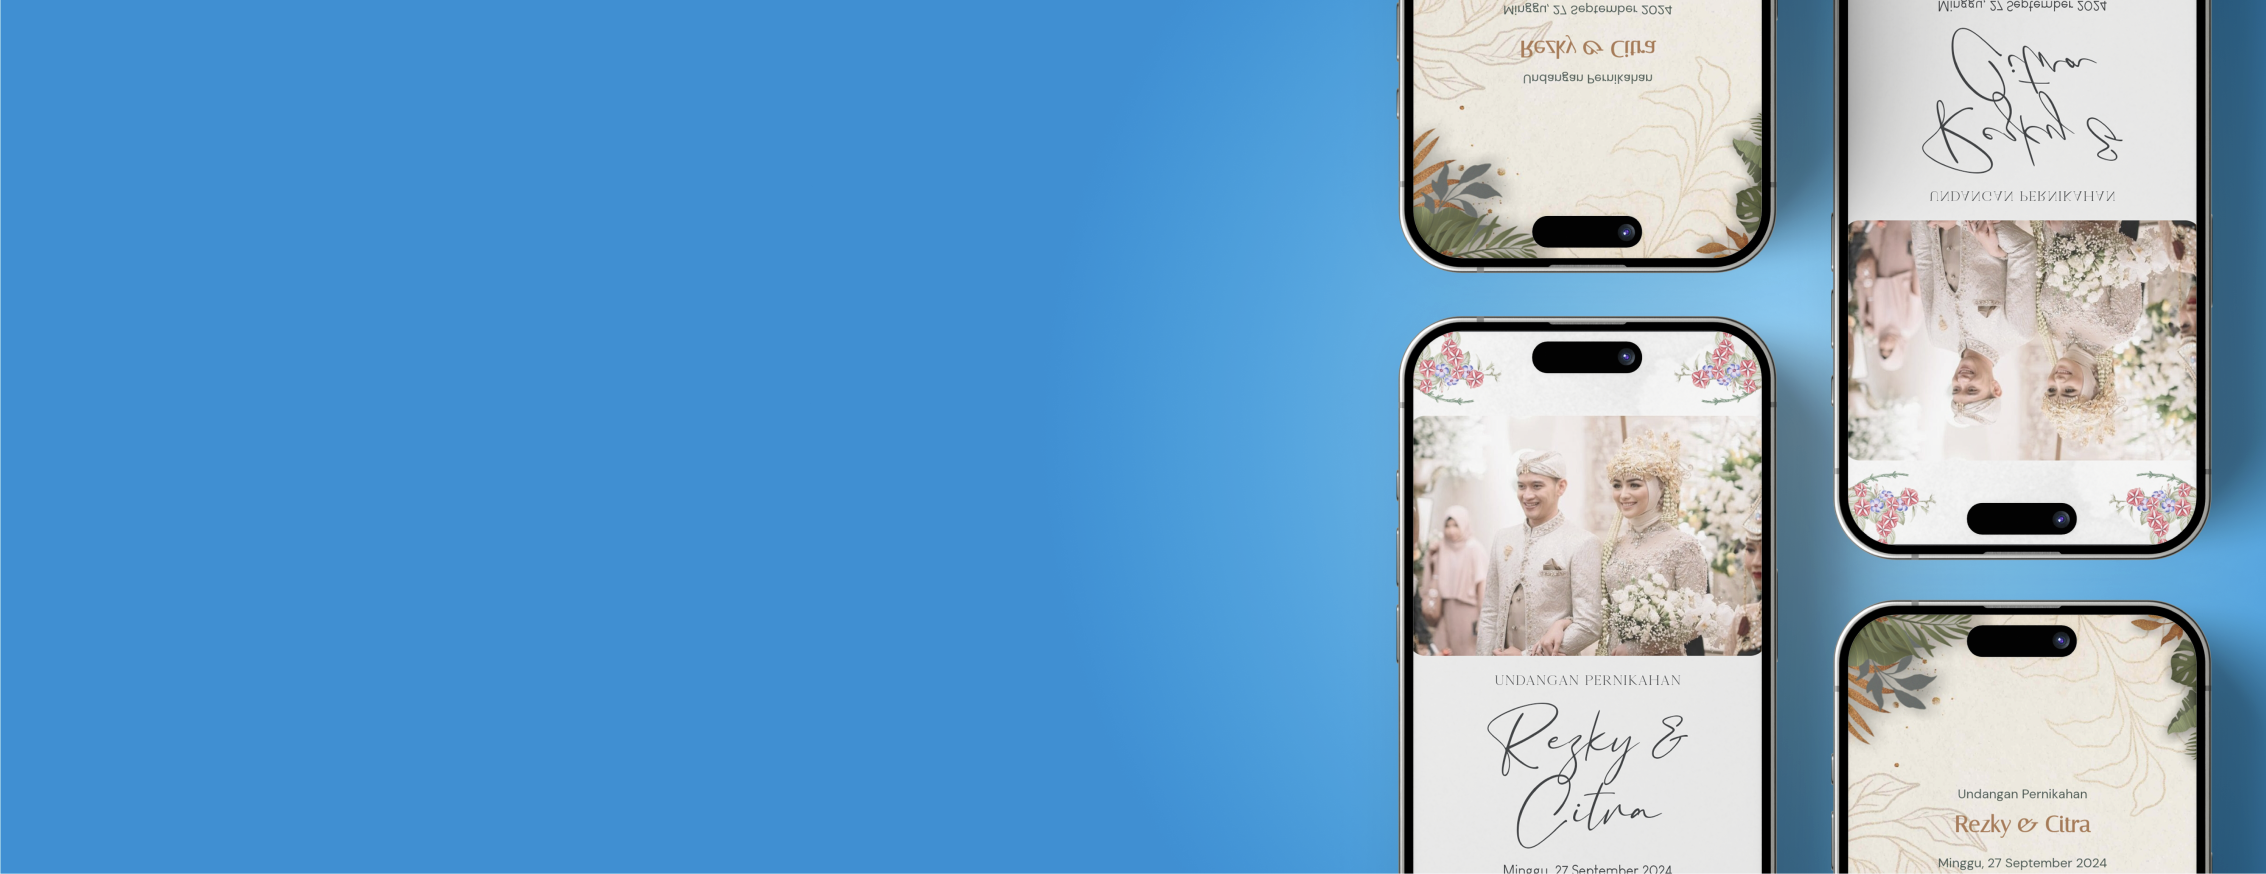 Minggu, 27 September 2024
Rezky & Citra
Undangan Pernikahan
Minggu, 27 September 2024
Citra
Rezky &
UNDANGAN PERNIKAHAN
UNDANGAN PERNIKAHAN
Rezky &
Citra
Minggu, 27 September 2024
Undangan Pernikahan
Rezky & Citra
Minggu, 27 September 2024